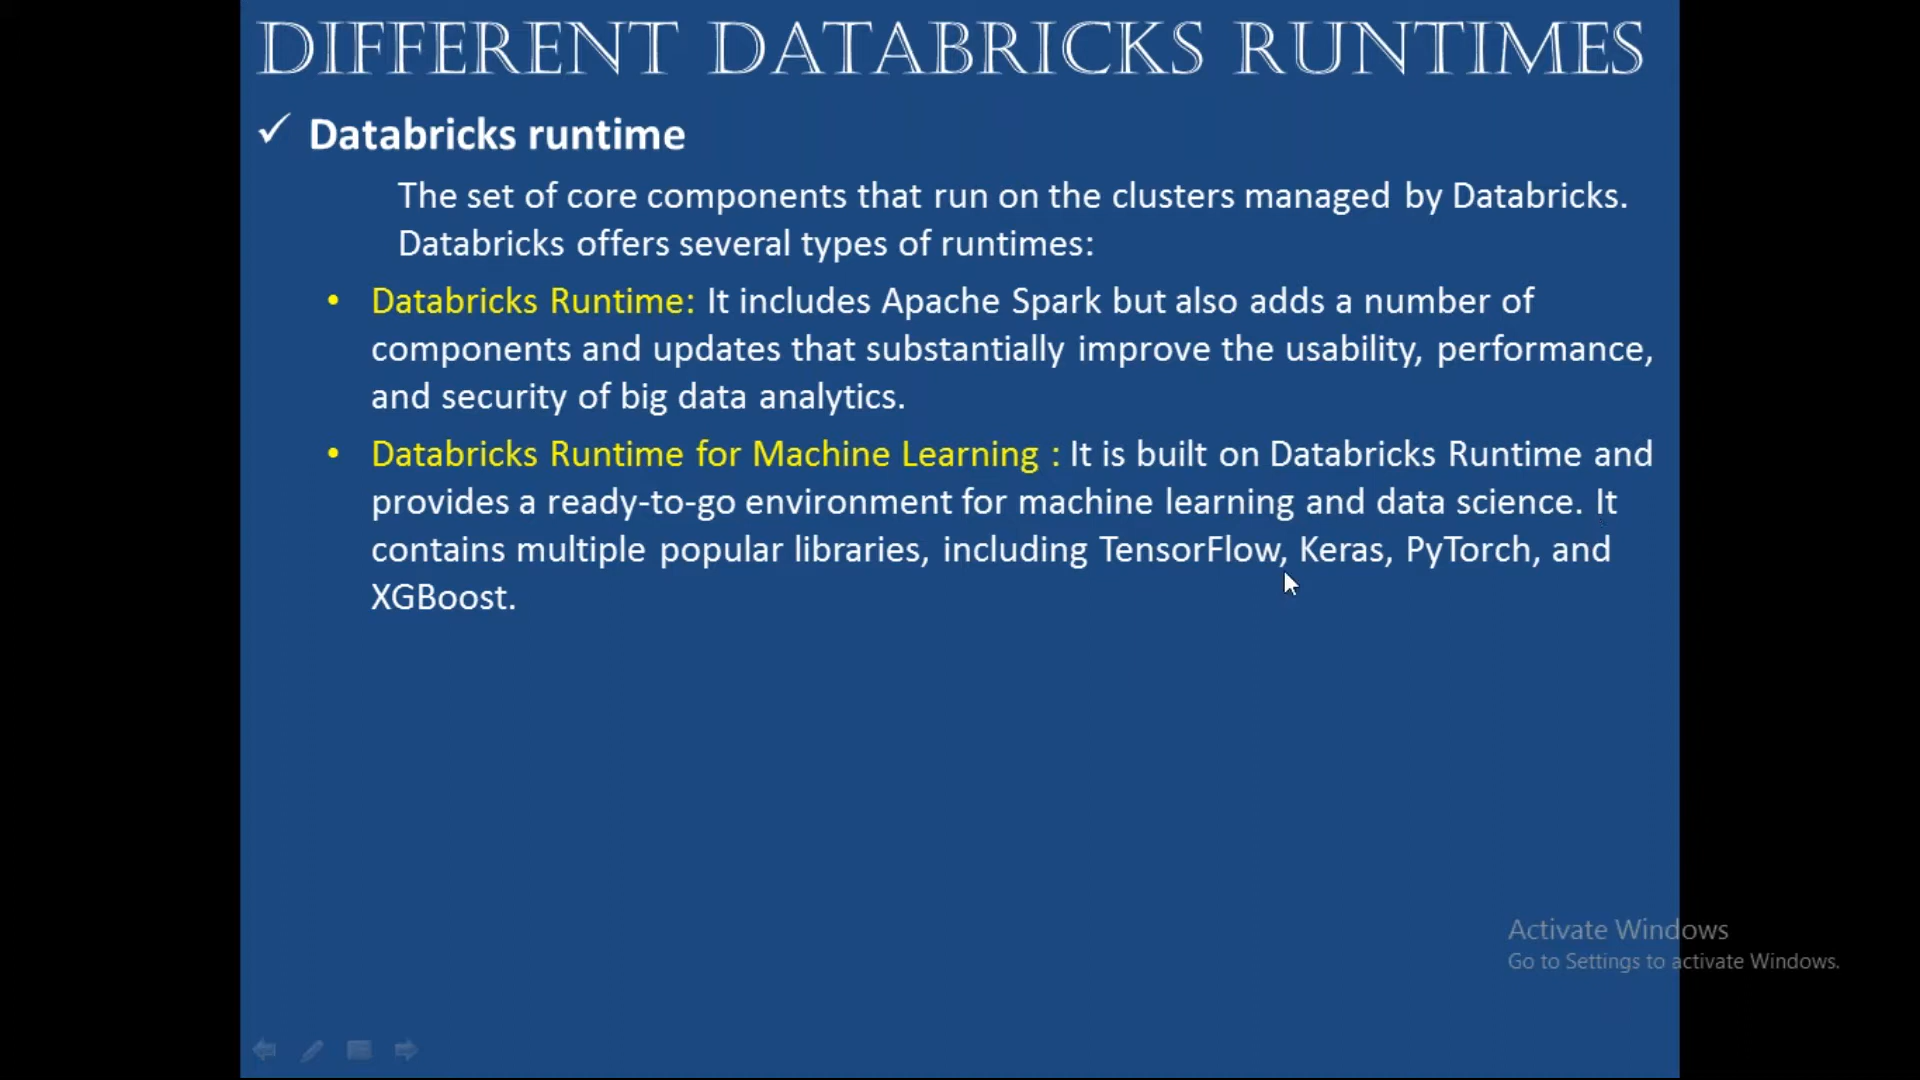 DIFFERENT DATABRICKS RUNTIMES
✓ Databricks runtime
The set of core components that run on the clusters managed by Databricks.
Databricks offers several types of runtimes:
• Databricks Runtime: It includes Apache Spark but also adds a number of
components and updates that substantially improve the usability, performance,
and security of big data analytics.
• Databricks Runtime for Machine Learning : It is built on Databricks Runtime and
provides a ready-to-go environment for machine learning and data science. It
contains multiple popular libraries, including TensorFlow, Keras, PyTorch, and
XGBoost.
Activate Windows
Go to Settings to activate Windows.